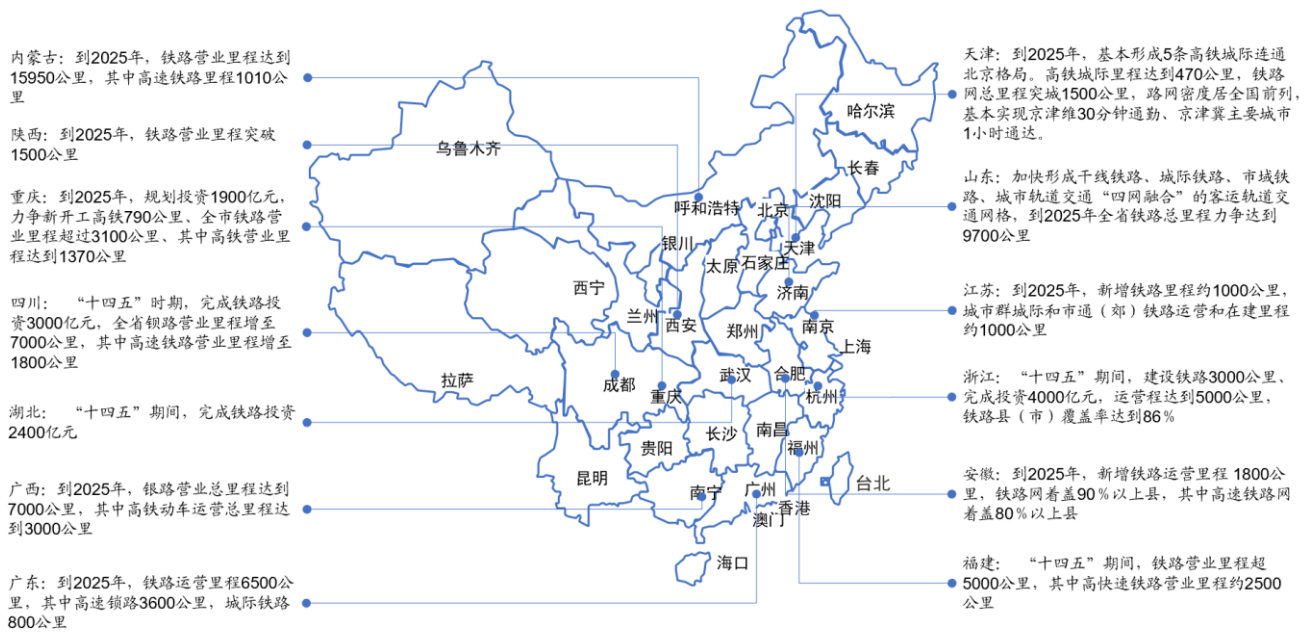 内蒙古：到2025年，铁路营业里程达到
15950公里，其中高速铁路里程1010公
里
陕西：到2025年，铁路营业里程突破
1500公里
重庆：到2025年，规划投资1900亿元，
力争新开工高铁790公里、全市铁路营
业里程超过3100公里、其中高铁营业里
程达到1370公里
四川： “十四五”时期，完成铁路投
资3000亿元，全省钡路营业里程增至
7000公里，其中高速铁路营业里程增至
1800公里
湖北： “十四五”期间，完成铁路投资
2400亿元
广西：到2025年，银路营业总里程达到
7000公里，其中高铁动车运营总里程达
到3000公里
广东：到2025年，铁路运营里程6500公
里，其中高速锁路3600公里，城际铁路
800公里
哈尔滨
乌鲁木齐
长春
呼和浩特
北京
沈阳
银川
天津
太原
石家庄
西宁
济南
兰州
西安
郑州
南京
上海
拉萨
成都
重庆
武汉
合肥
杭州
贵阳
长沙
南昌
福州
昆明
南宁
广州
香港
澳门
台北
海口
天津：到2025年，基本形成5条高铁城际连通
北京格局。高铁城际里程达到470公里，铁路
网总里程突城1500公里，路网密度居全国前列，
基本实现京津维30分钟通勤、京津冀主要城市
1小时通达。
山东：加快形成干线铁路、城际铁路、市域铁
路、城市轨道交通“四网融合”的客运轨道交
通网格，到2025年全省铁路总里程力争达到
9700公里
江苏：到2025年，新增铁路里程约1000公里，
城市群城际和市通（郊）铁路运营和在建里程
约1000公里
浙江：“十四五”期间，建设铁路3000公里、
完成投资4000亿元，运营程达到5000公里，
铁路县（市）覆盖率达到86%
安徽：到2025年，新增铁路运营里程 1800公
里，铁路网着盖90%以上县，其中高速铁路网
着盖80%以上县
福建： “十四五”期间，铁路营业里程超
5000公里，其中高快速铁路营业里程约2500
公里